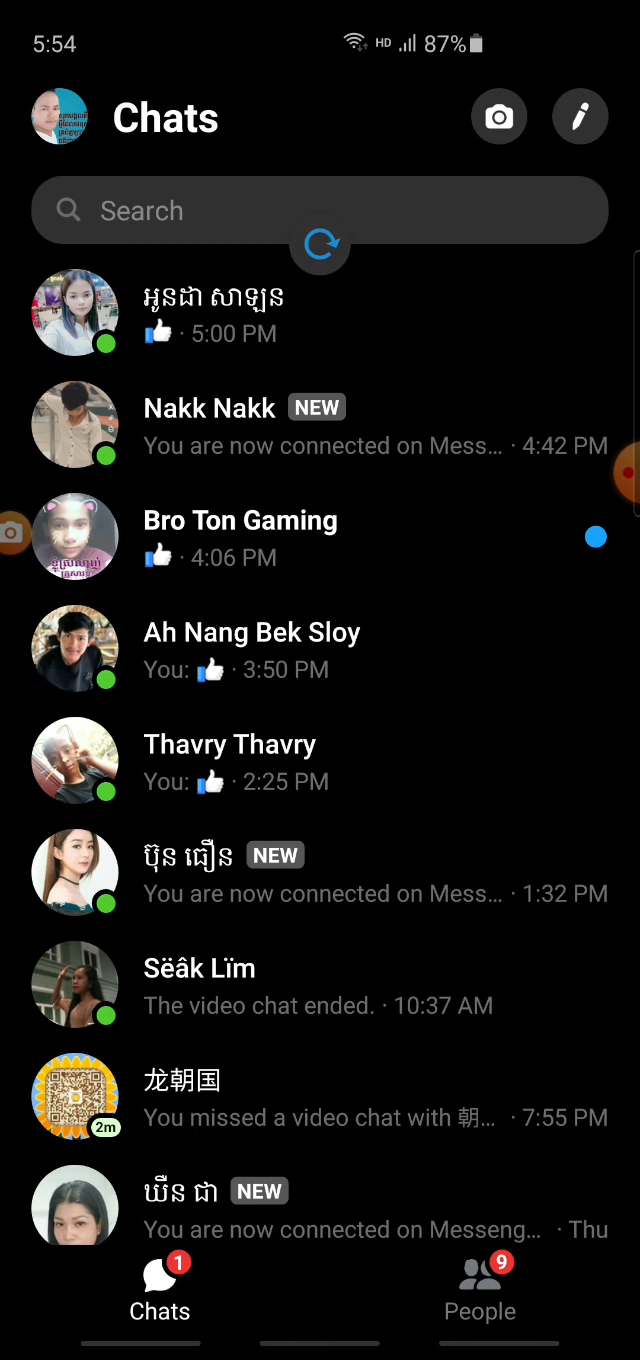 5:54
HD 87%
Chats
Search
អូនដា សាឡន
5:00 PM
Nakk Nakk NEW
You are now connected on Mess... · 4:42 PM
Bro Ton Gaming
4:06 PM
Ah Nang Bek Sloy
You: · 3:50 PM
Thavry Thavry
You: · 2:25 PM
ប៊ុន ធឿន NEW
You are now connected on Mess... · 1:32 PM
Sëâk Lïm
The video chat ended. · 10:37 AM
龙朝国
You missed a video chat with 朝... · 7:55 PM
2m
ឃឺន ជា NEW
You are now connected on Messeng... · Thu
1
9
Chats
People